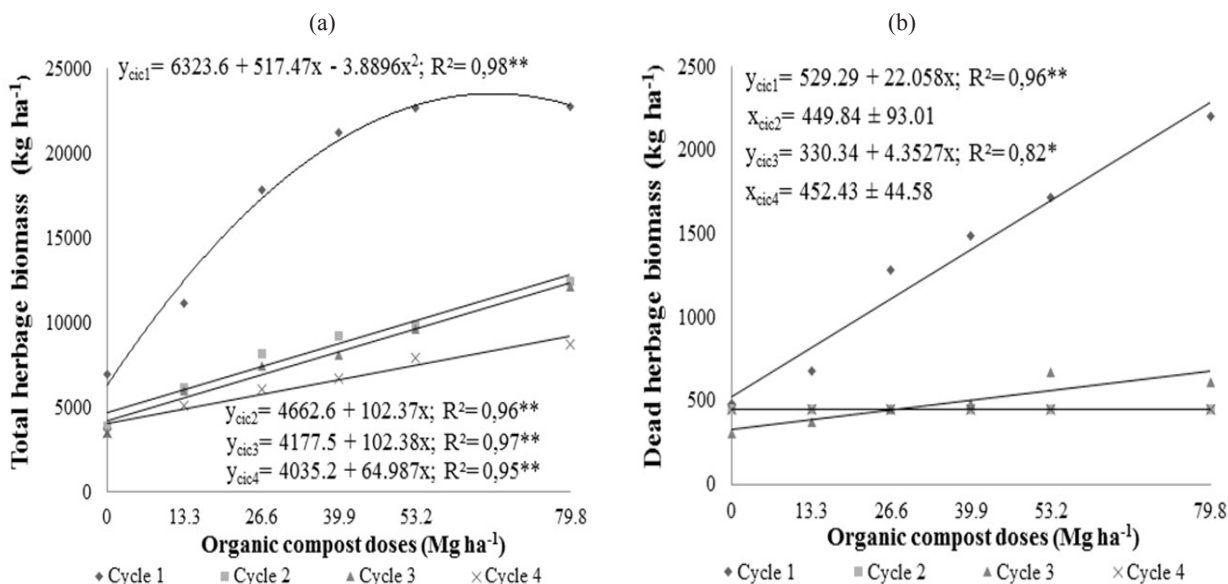 (a)
y_cic1= 6323.6 + 517.47x - 3.8896x²; R²= 0,98**
Total herbage biomass (kg ha⁻¹)
25000
20000
15000
10000
5000
0
y_cic2= 4662.6 + 102.37x; R²= 0,96**
y_cic3= 4177.5 + 102.38x; R²= 0,97**
y_cic4= 4035.2 + 64.987x; R²= 0,95**
0 13.3 26.6 39.9 53.2 79.8
Organic compost doses (Mg ha⁻¹)
Cycle 1 Cycle 2 Cycle 3 Cycle 4
(b)
Dead herbage biomass (kg ha⁻¹)
2500
2000
1500
1000
500
0
y_cic1= 529.29 + 22.058x; R²= 0,96**
x_cic2= 449.84 ± 93.01
y_cic3= 330.34 + 4.3527x; R²= 0,82*
x_cic4= 452.43 ± 44.58
0 13.3 26.6 39.9 53.2 79.8
Organic compost doses (Mg ha⁻¹)
Cycle 1 Cycle 2 Cycle 3 Cycle 4